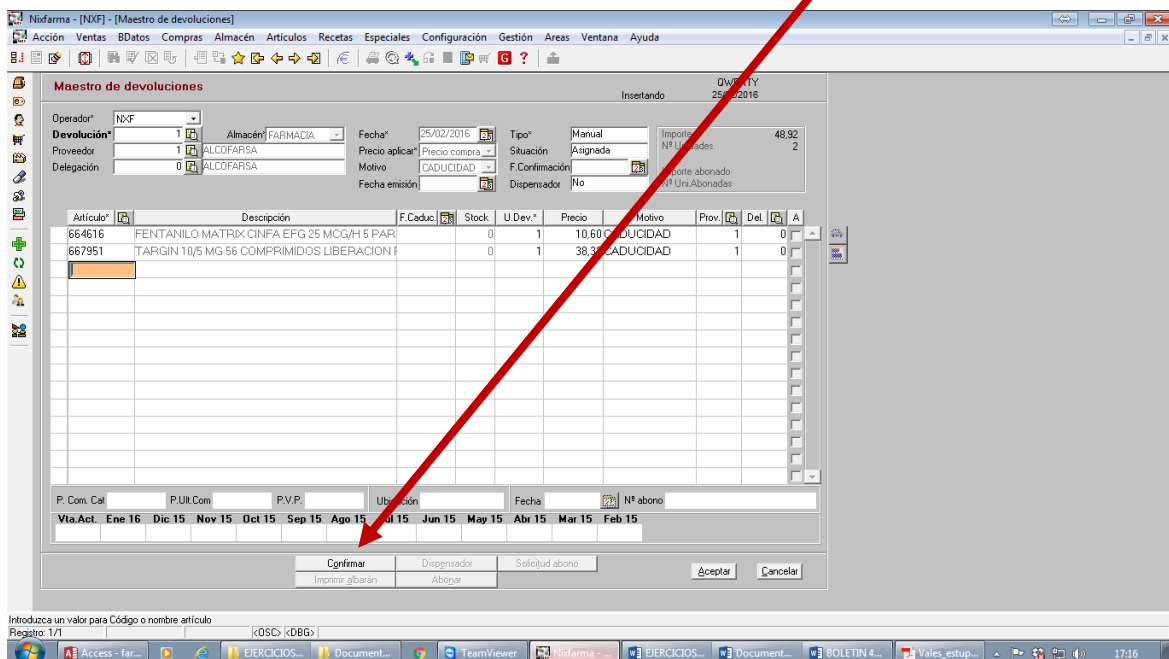 Nixfarma - [NXF] - [Maestro de devoluciones]
Acción Ventas BDatos Compras Almacén Artículos Recetas Especiales Configuración Gestión Areas Ventana Ayuda
Maestro de devoluciones
QWERTY
Insertando 25/02/2016
Operador* NXF
Devolución* 1 Almacén* FARMACIA Fecha* 25/02/2016 Tipo* Manual Importe 48,92
Proveedor 1 ALCOFARSA Precio aplicar* Precio compra Situación Asignada Nº Unidades 2
Delegación 0 ALCOFARSA Motivo CADUCIDAD F.Confirmación Importe abonado
Fecha emisión Dispensador No Nº Uni.Abonadas
Artículo* Descripción F.Caduc. Stock U.Dev.* Precio Motivo Prov. Del. A
664616 FENTANILO MATRIX CINFA EFG 25 MCG/H 5 PAR 0 1 10,60 CADUCIDAD 1 0
667951 TARGIN 10/5 MG 56 COMPRIMIDOS LIBERACION 0 1 CADUCIDAD 1 0
P. Com. Cat P.Ult.Com P.V.P. Ubicación Fecha Nº abono
Vta.Act. Ene 16 Dic 15 Nov 15 Oct 15 Sep 15 Ago 15 Jul 15 Jun 15 May 15 Abr 15 Mar 15 Feb 15
Confirmar Dispensador Solicitud abono
Imprimir albarán Abonar
Aceptar Cancelar
Introduzca un valor para Código o nombre artículo
Registro: 1/1 <OSC> <DBG>
Access - far... EJERCICIOS... Document... TeamViewer Nixfarma - ... EJERCICIOS... Document... BOLETIN 4... Vales_estup... 17:16